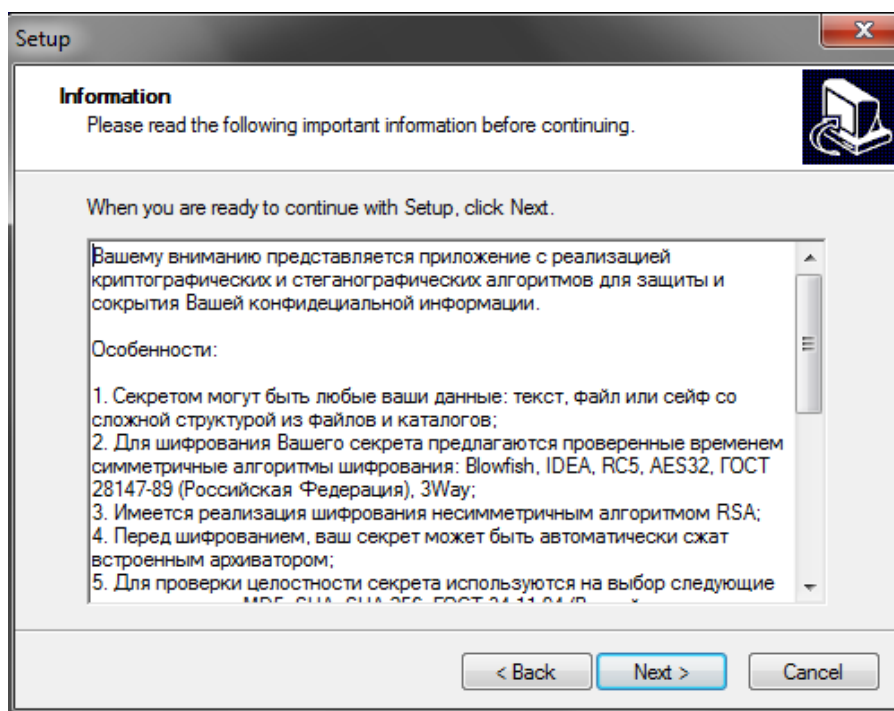 Setup
Information
Please read the following important information before continuing.
When you are ready to continue with Setup, click Next.
Вашему вниманию представляется приложение с реализацией
криптографических и стеганографических алгоритмов для защиты и
сокрытия Вашей конфидециальной информации.
Особенности:
1. Секретом могут быть любые ваши данные: текст, файл или сейф со
сложной структурой из файлов и каталогов;
2. Для шифрования Вашего секрета предлагаются проверенные временем
симметричные алгоритмы шифрования: Blowfish, IDEA, RC5, AES32, ГОСТ
28147-89 (Российская Федерация), 3Way;
3. Имеется реализация шифрования несимметричным алгоритмом RSA;
4. Перед шифрованием, ваш секрет может быть автоматически сжат
встроенным архиватором;
5. Для проверки целостности секрета используются на выбор следующие
MD5, SHA, SHA-256, ГОСТ
< Back
Next >
Cancel